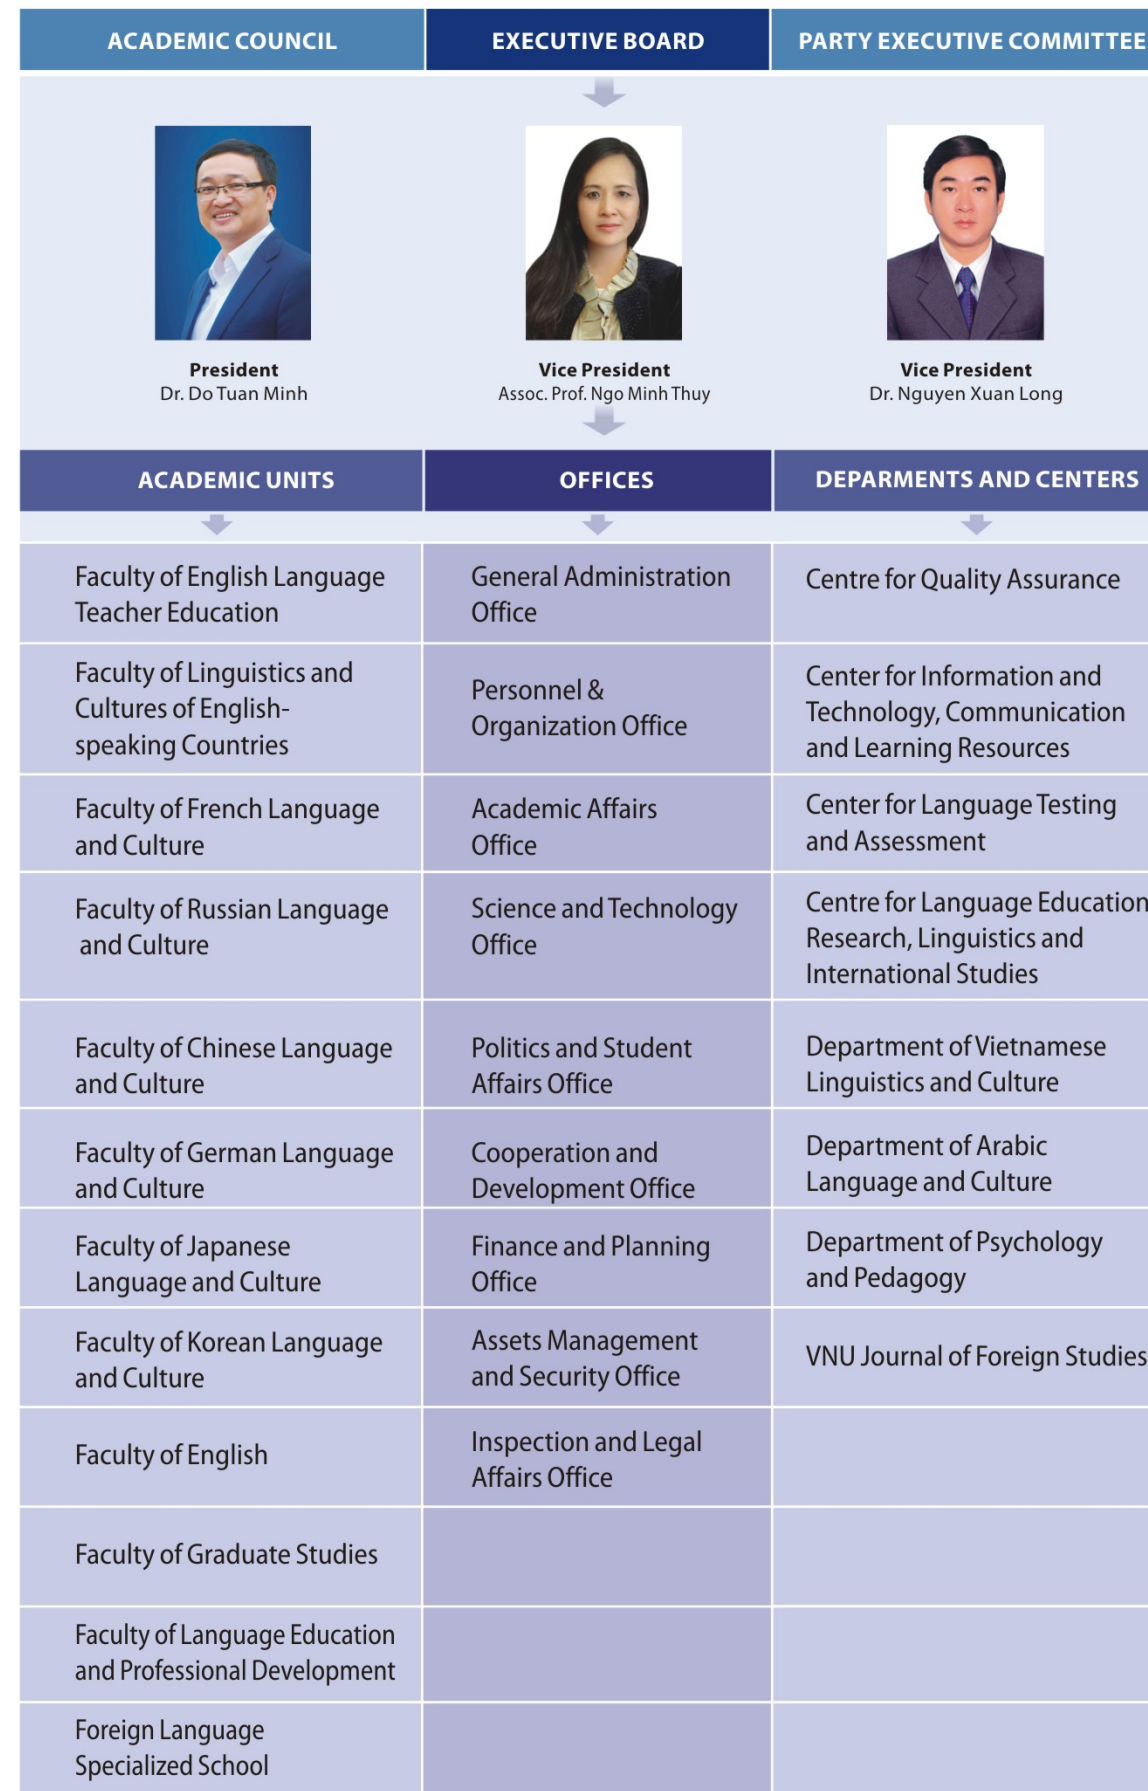 ACADEMIC COUNCIL
EXECUTIVE BOARD
PARTY EXECUTIVE COMMITTEE
President
Dr. Do Tuan Minh
Vice President
Assoc. Prof. Ngo Minh Thuy
Vice President
Dr. Nguyen Xuan Long
ACADEMIC UNITS
OFFICES
DEPARMENTS AND CENTERS
Faculty of English Language
Teacher Education
General Administration
Office
Centre for Quality Assurance
Faculty of Linguistics and
Cultures of English-
speaking Countries
Personnel &
Organization Office
Center for Information and
Technology, Communication
and Learning Resources
Faculty of French Language
and Culture
Academic Affairs
Office
Center for Language Testing
and Assessment
Faculty of Russian Language
and Culture
Science and Technology
Office
Centre for Language Education
Research, Linguistics and
International Studies
Faculty of Chinese Language
and Culture
Politics and Student
Affairs Office
Department of Vietnamese
Linguistics and Culture
Faculty of German Language
and Culture
Cooperation and
Development Office
Department of Arabic
Language and Culture
Faculty of Japanese
Language and Culture
Finance and Planning
Office
Department of Psychology
and Pedagogy
Faculty of Korean Language
and Culture
Assets Management
and Security Office
VNU Journal of Foreign Studies
Faculty of English
Inspection and Legal
Affairs Office
Faculty of Graduate Studies
Faculty of Language Education
and Professional Development
Foreign Language
Specialized School